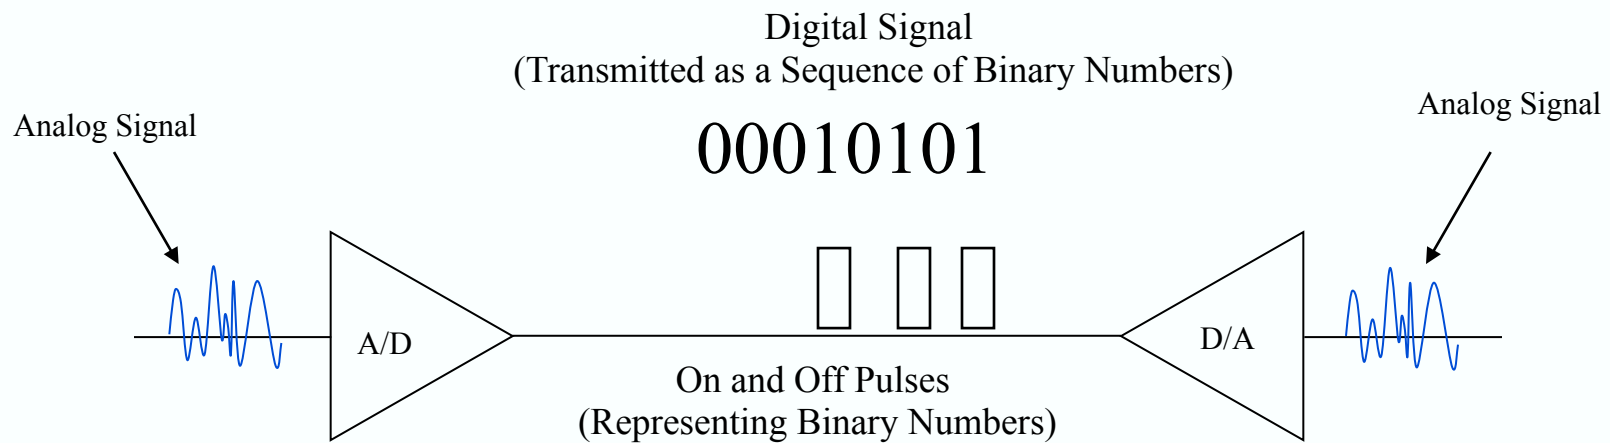 Digital Signal
(Transmitted as a Sequence of Binary Numbers)
Analog Signal
Analog Signal
00010101
A/D
D/A
On and Off Pulses
(Representing Binary Numbers)